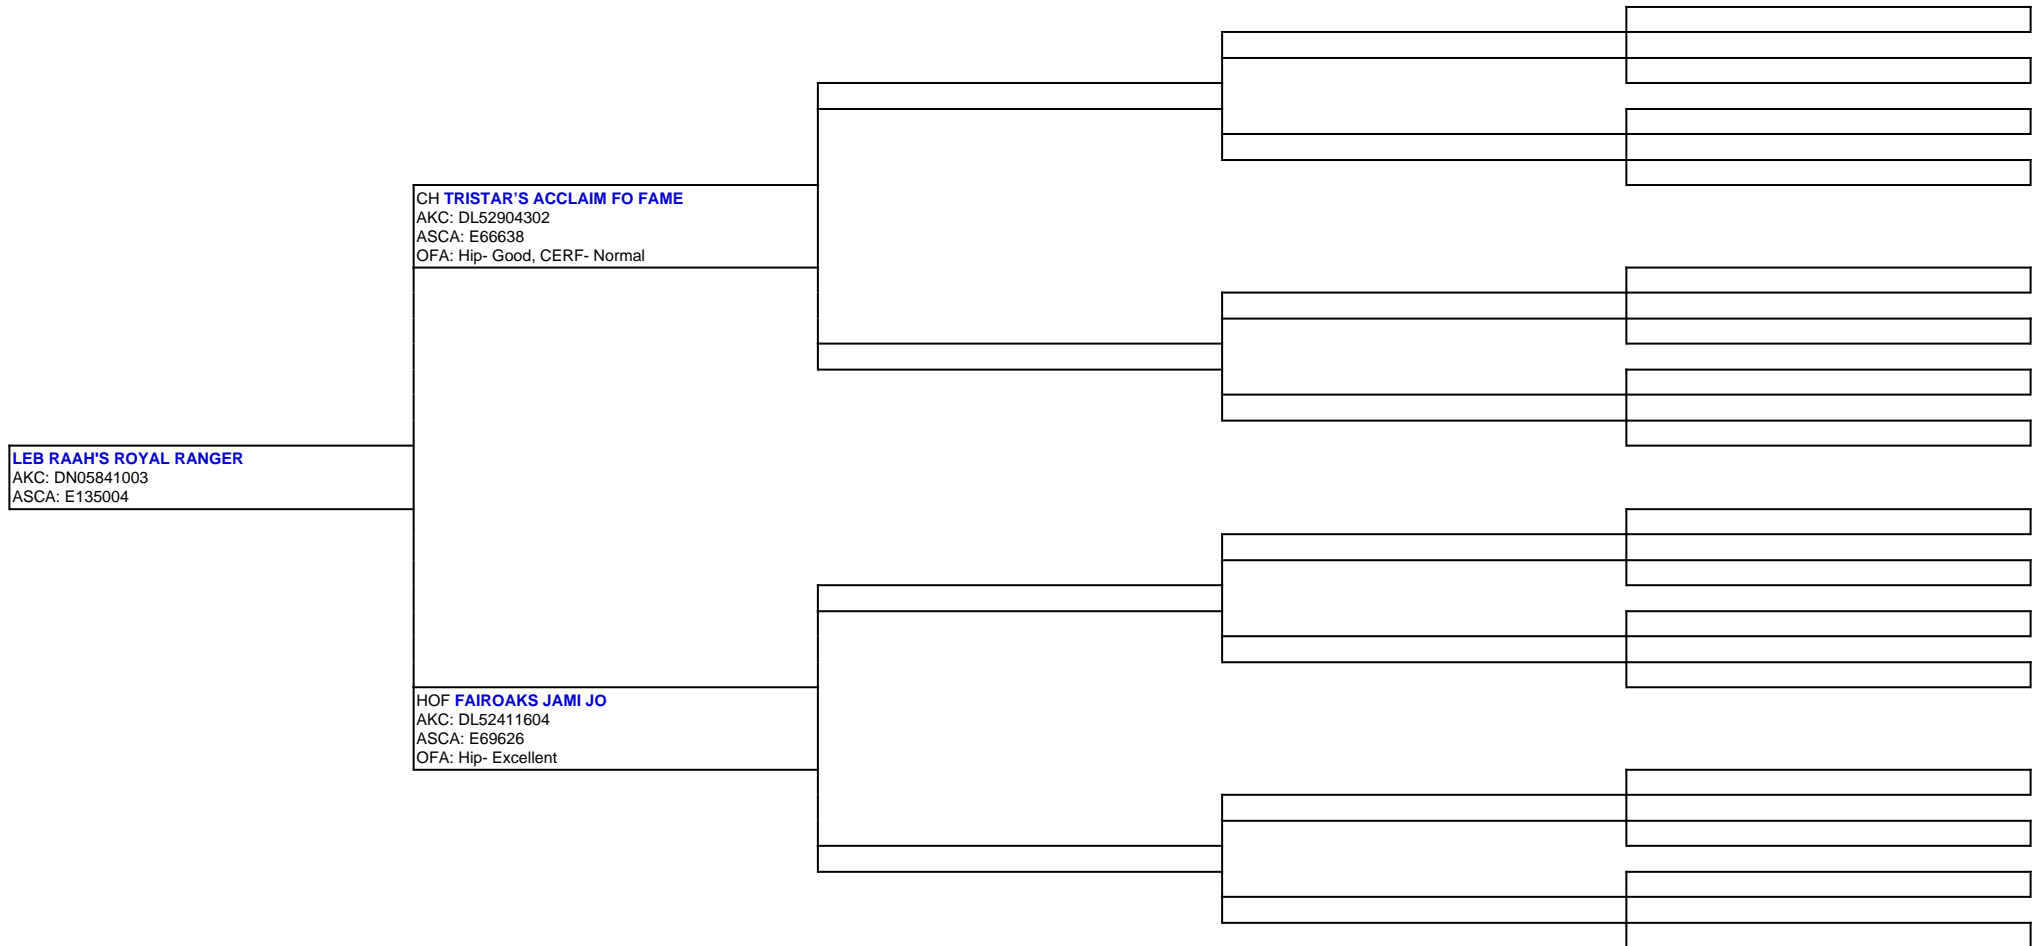 CH TRISTAR’S ACCLAIM FO FAME
AKC: DL52904302
ASCA: E66638
OFA: Hip- Good, CERF- Normal
LEB RAAH'S ROYAL RANGER
AKC: DN05841003
ASCA: E135004
HOF FAIROAKS JAMI JO
AKC: DL52411604
ASCA: E69626
OFA: Hip- Excellent